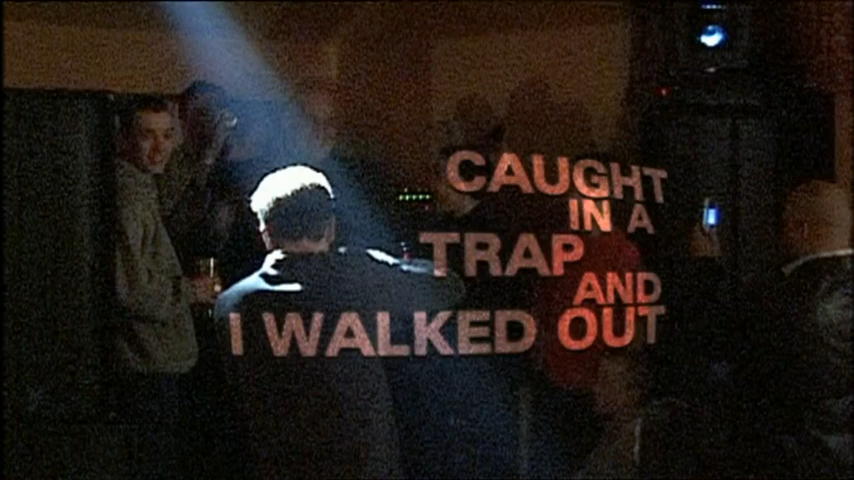 CAUGHT
IN A
TRAP
AND
I WALKED OUT